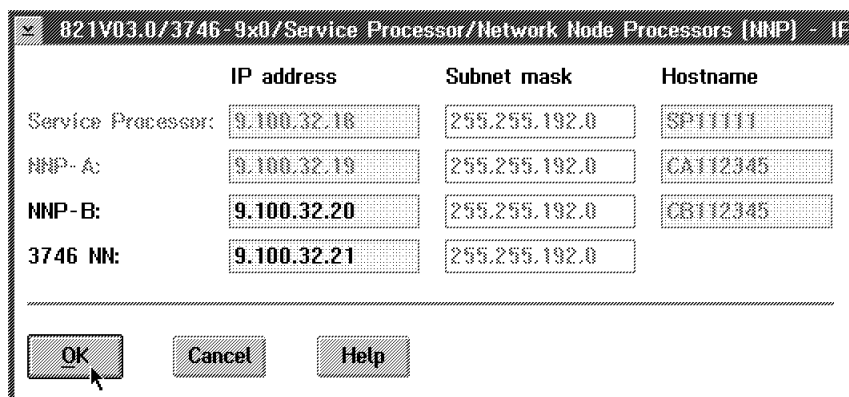 821V03.0/3746-9x0/Service Processor/Network Node Processors (NNP) - IP
IP address Subnet mask Hostname
Service Processor: 9.100.32.18 255.255.192.0 SP11111
NNP-A: 9.100.32.19 255.255.192.0 CA112345
NNP-B: 9.100.32.20 255.255.192.0 CB112345
3746 NN: 9.100.32.21 255.255.192.0
OK Cancel Help